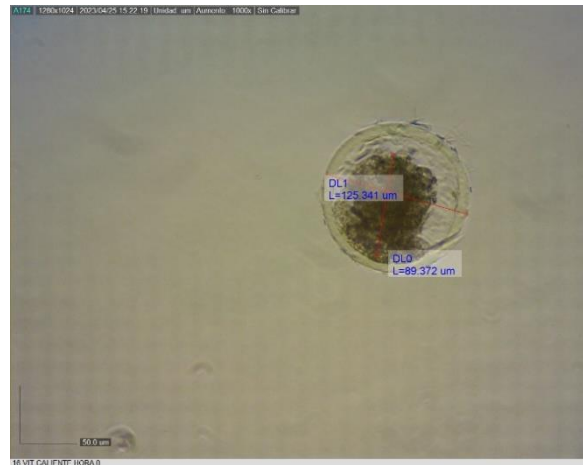 A174 | 1280x1024 | 2023/04/25 15:22:19 | Unidad: um | Aumento: 1000x | Sin Calibrar
DL1
L=125.341 um
DL0
L=89.372 um
50.0 um
16 VIT CALIENTE HORA 0